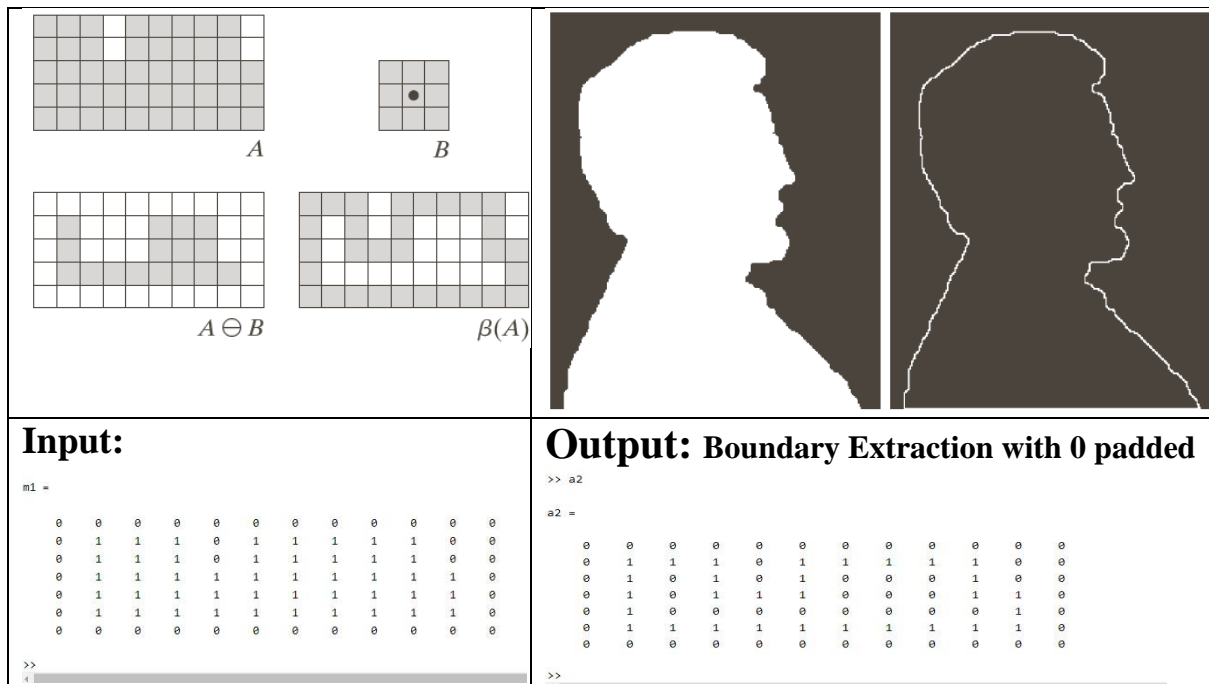 A
B
A ⊖ B
β(A)
Input:
m1 =
0 0 0 0 0 0 0 0 0 0 0 0
0 1 1 1 0 1 1 1 1 1 0 0
0 1 1 1 0 1 1 1 1 1 0 0
0 1 1 1 1 1 1 1 1 1 1 0
0 1 1 1 1 1 1 1 1 1 1 0
0 1 1 1 1 1 1 1 1 1 1 0
0 0 0 0 0 0 0 0 0 0 0 0
>>
Output: Boundary Extraction with 0 padded
>> a2
a2 =
0 0 0 0 0 0 0 0 0 0 0 0
0 1 1 1 0 1 1 1 1 1 0 0
0 1 0 1 0 1 0 0 0 1 0 0
0 1 0 1 1 1 0 0 0 1 1 0
0 1 0 0 0 0 0 0 0 0 1 0
0 1 1 1 1 1 1 1 1 1 1 0
0 0 0 0 0 0 0 0 0 0 0 0
>>